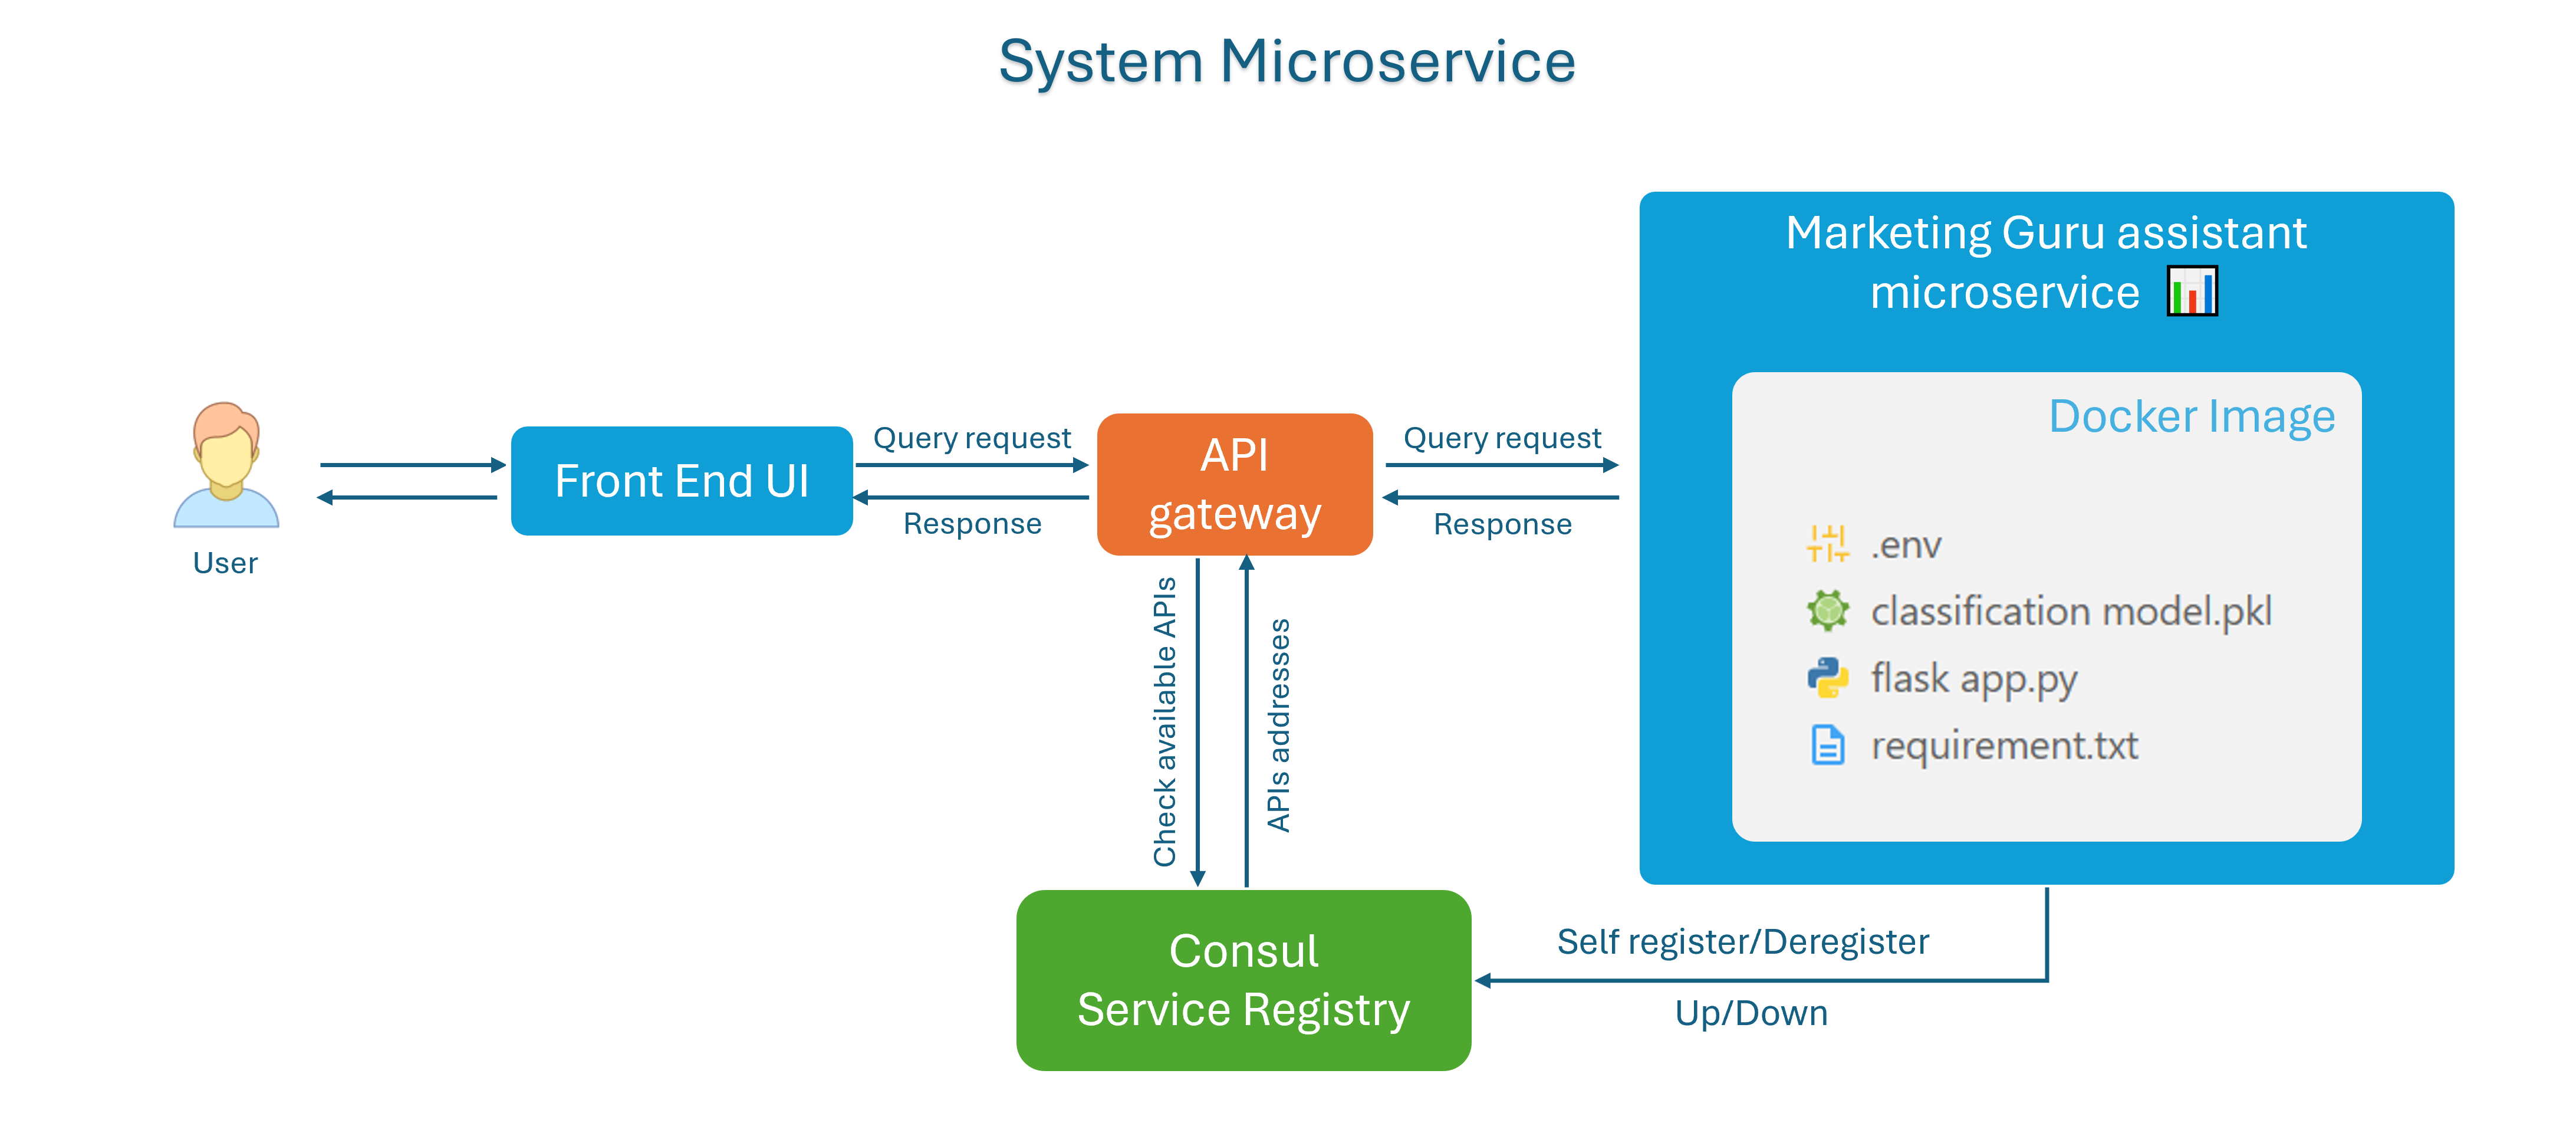 System Microservice
Marketing Guru assistant
microservice
Docker Image
.env
classification model.pkl
flask app.py
requirement.txt
User
Front End UI
Query request
Response
API
gateway
Query request
Response
Check available APIs
APIs addresses
Consul
Service Registry
Self register/Deregister
Up/Down